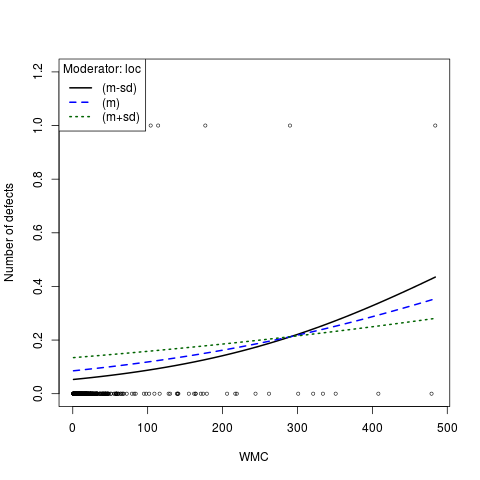 Moderator: loc
(m-sd)
(m)
(m+sd)
Number of defects
1.2
1.0
0.8
0.6
0.4
0.2
0.0
0 100 200 300 400 500
WMC